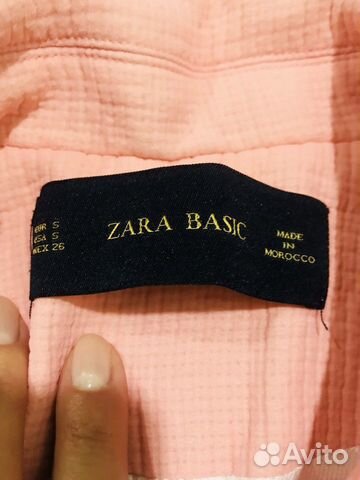 EUR S
USA S
MEX 26
ZARA BASIC
MADE
IN
MOROCCO
Avito